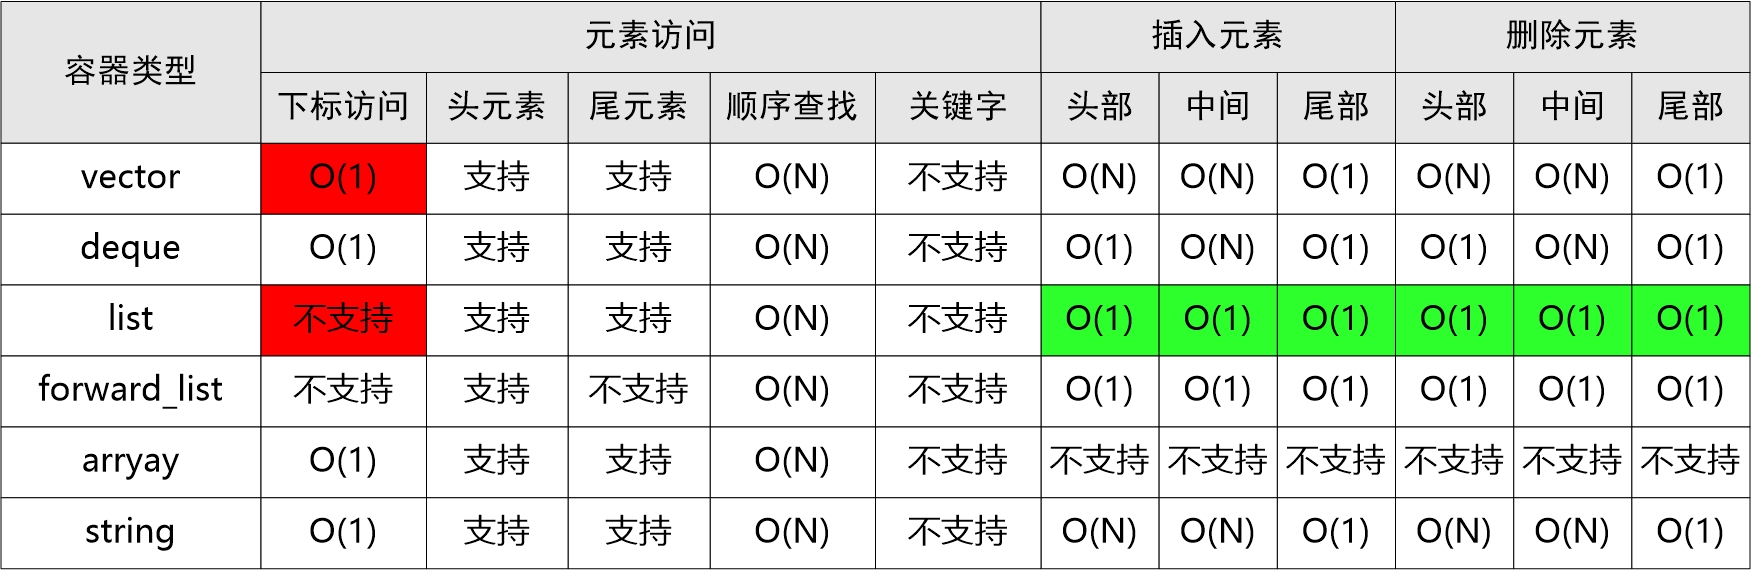 容器类型 元素访问 插入元素 删除元素
下标访问 头元素 尾元素 顺序查找 关键字 头部 中间 尾部 头部 中间 尾部
vector O(1) 支持 支持 O(N) 不支持 O(N) O(N) O(1) O(N) O(N) O(1)
deque O(1) 支持 支持 O(N) 不支持 O(1) O(N) O(1) O(1) O(N) O(1)
list 不支持 支持 支持 O(N) 不支持 O(1) O(1) O(1) O(1) O(1) O(1)
forward_list 不支持 支持 不支持 O(N) 不支持 O(1) O(1) O(1) O(1) O(1) O(1)
arryay O(1) 支持 支持 O(N) 不支持 不支持 不支持 不支持 不支持 不支持 不支持
string O(1) 支持 支持 O(N) 不支持 O(N) O(N) O(1) O(N) O(N) O(1)